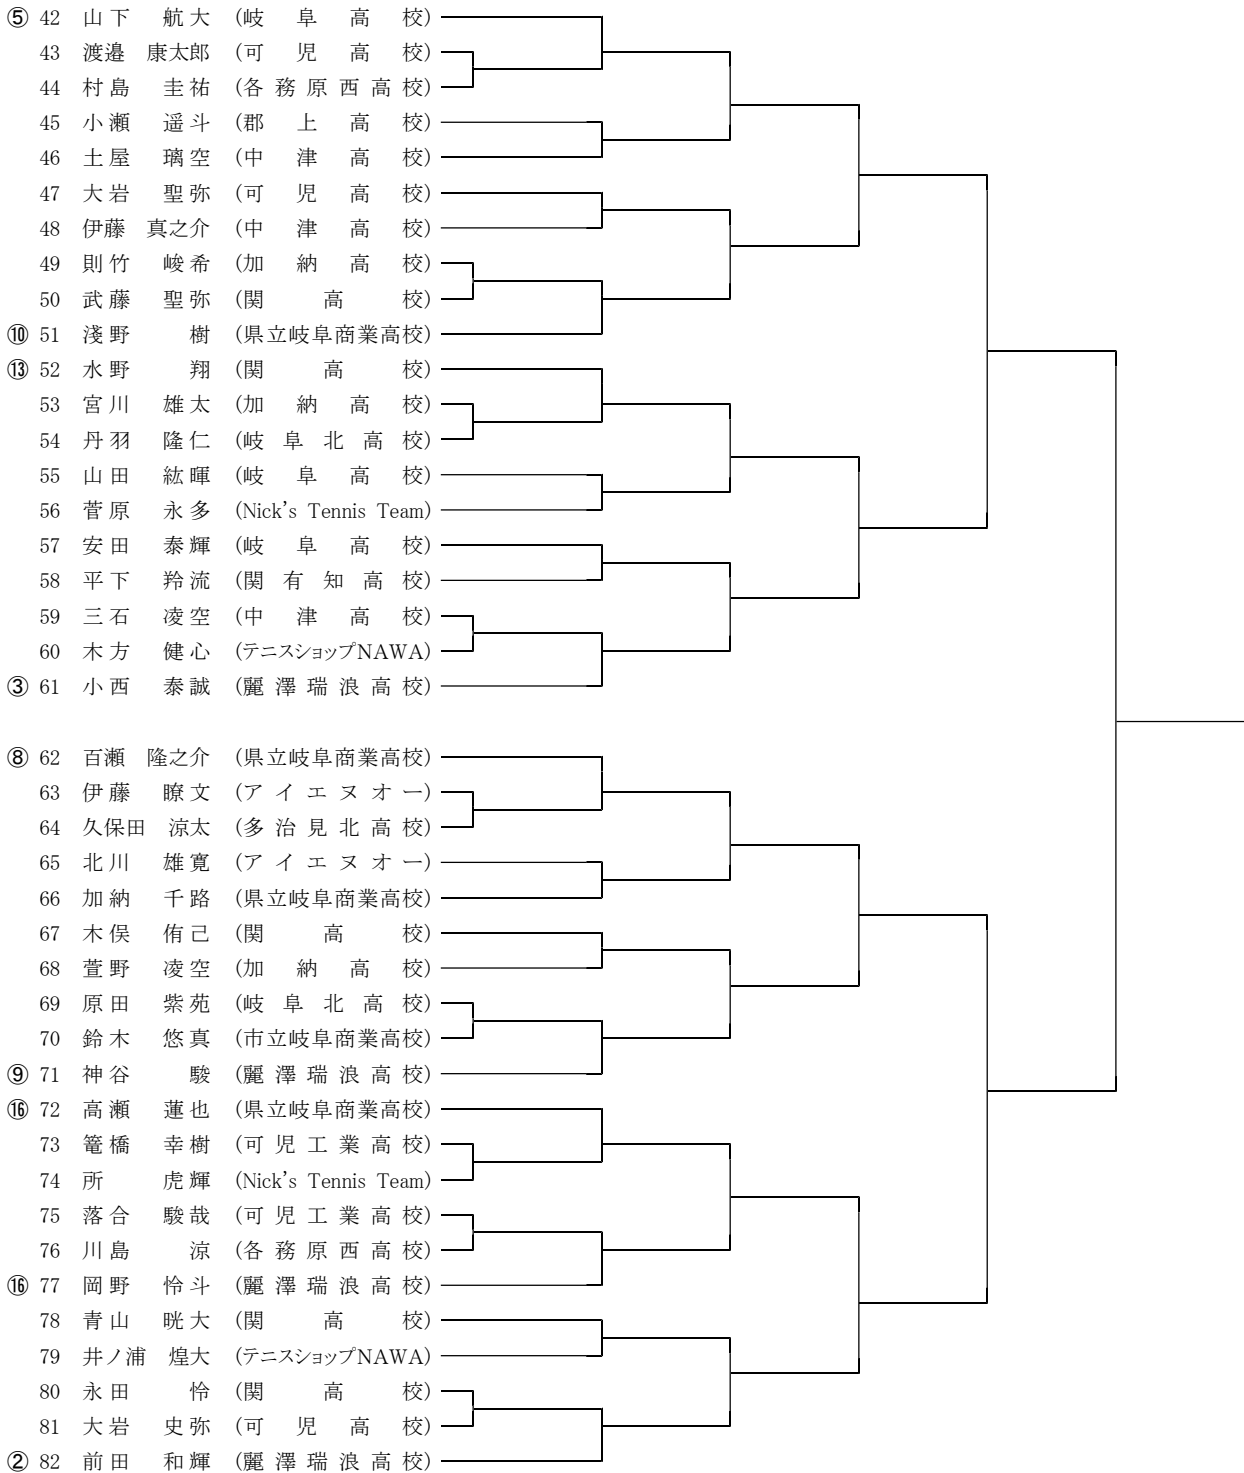 ⑤ 42 山下 航大 (岐阜高校)
43 渡邉 康太郎 (可児高校)
44 村島 圭祐 (各務原西高校)
45 小瀬 遥斗 (郡上高校)
46 土屋 璃空 (中津高校)
47 大岩 聖弥 (可児高校)
48 伊藤 真之介 (中津高校)
49 則竹 峻希 (加納高校)
50 武藤 聖弥 (関高校)
⑩ 51 淺野 樹 (県立岐阜商業高校)
⑬ 52 水野 翔 (関高校)
53 宮川 雄太 (加納高校)
54 丹羽 隆仁 (岐阜北高校)
55 山田 紘暉 (岐阜高校)
56 菅原 永多 (Nick's Tennis Team)
57 安田 泰輝 (岐阜高校)
58 平下 羚流 (関有知高校)
59 三石 凌空 (中津高校)
60 木方 健心 (テニスショップNAWA)
③ 61 小西 泰誠 (麗澤瑞浪高校)
⑧ 62 百瀬 隆之介 (県立岐阜商業高校)
63 伊藤 瞭文 (アイエヌオー)
64 久保田 涼太 (多治見北高校)
65 北川 雄寛 (アイエヌオー)
66 加納 千路 (県立岐阜商業高校)
67 木俣 侑己 (関高校)
68 萱野 凌空 (加納高校)
69 原田 紫苑 (岐阜北高校)
70 鈴木 悠真 (市立岐阜商業高校)
⑨ 71 神谷 駿 (麗澤瑞浪高校)
⑯ 72 高瀬 蓮也 (県立岐阜商業高校)
73 篭橋 幸樹 (可児工業高校)
74 所 虎輝 (Nick's Tennis Team)
75 落合 駿哉 (可児工業高校)
76 川島 涼 (各務原西高校)
⑯ 77 岡野 怜斗 (麗澤瑞浪高校)
78 青山 晄大 (関高校)
79 井ノ浦 煌大 (テニスショップNAWA)
80 永田 怜 (関高校)
81 大岩 史弥 (可児高校)
② 82 前田 和輝 (麗澤瑞浪高校)